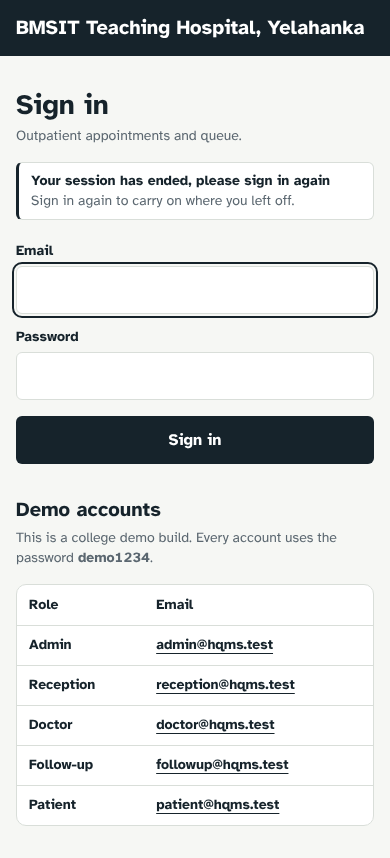 BMSIT Teaching Hospital, Yelahanka
Sign in
Outpatient appointments and queue.
Your session has ended, please sign in again
Sign in again to carry on where you left off.
Email
Password
Sign in
Demo accounts
This is a college demo build. Every account uses the
password demo1234.
Role Email
Admin admin@hqms.test
Reception reception@hqms.test
Doctor doctor@hqms.test
Follow-up followup@hqms.test
Patient patient@hqms.test